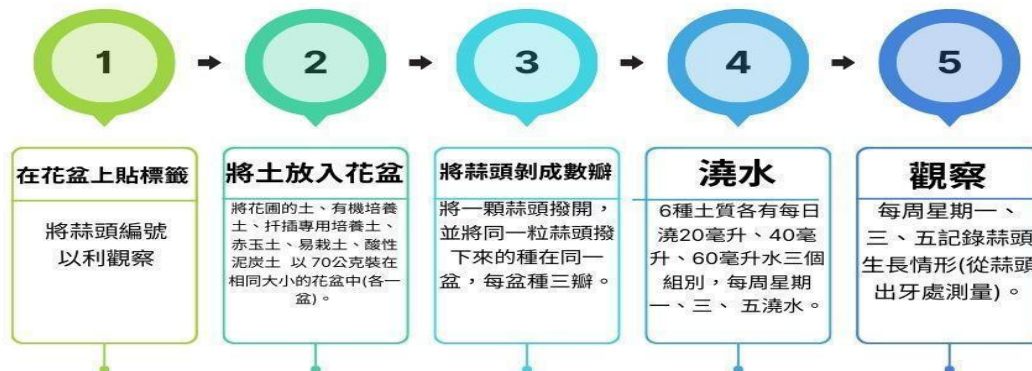 1
2
3
4
5
在花盆上貼標籤
將蒜頭編號
以利觀察
將土放入花盆
將花圃的土、有機培養
土、扦插專用培養土、
赤玉土、易栽土、酸性
泥炭土 以 70公克裝在
相同大小的花盆中(各一
盆)。
將蒜頭剝成數瓣
將一顆蒜頭撥開，
並將同一粒蒜頭撥
下來的種在同一
盆，每盆種三瓣。
澆水
6種土質各有每日
澆20毫升、40毫
升、60毫升水三個
組別，每周星期
一、三、 五澆水。
觀察
每周星期一、
三、五記錄蒜頭
生長情形(從蒜頭
出牙處測量)。